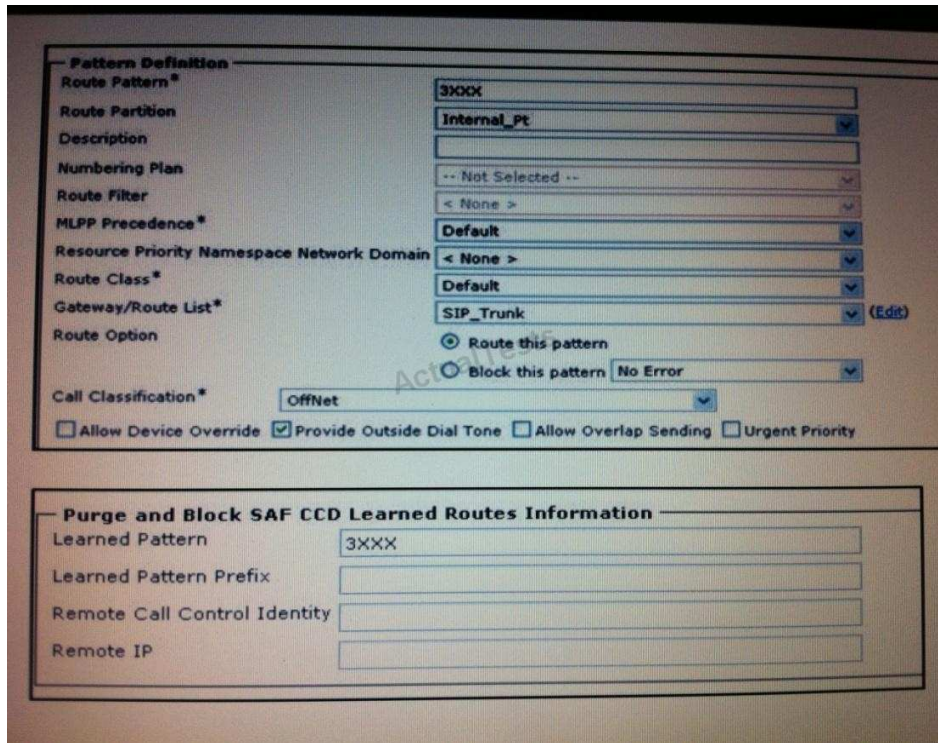 Pattern Definition
Route Pattern* 3XXX
Route Partition Internal_Pt
Description
Numbering Plan -- Not Selected --
Route Filter < None >
MLPP Precedence* Default
Resource Priority Namespace Network Domain < None >
Route Class* Default
Gateway/Route List* SIP_Trunk (Edit)
Route Option Route this pattern
Block this pattern No Error
ActualTests
Call Classification* OffNet
Allow Device Override Provide Outside Dial Tone Allow Overlap Sending Urgent Priority
Purge and Block SAF CCD Learned Routes Information
Learned Pattern 3XXX
Learned Pattern Prefix
Remote Call Control Identity
Remote IP